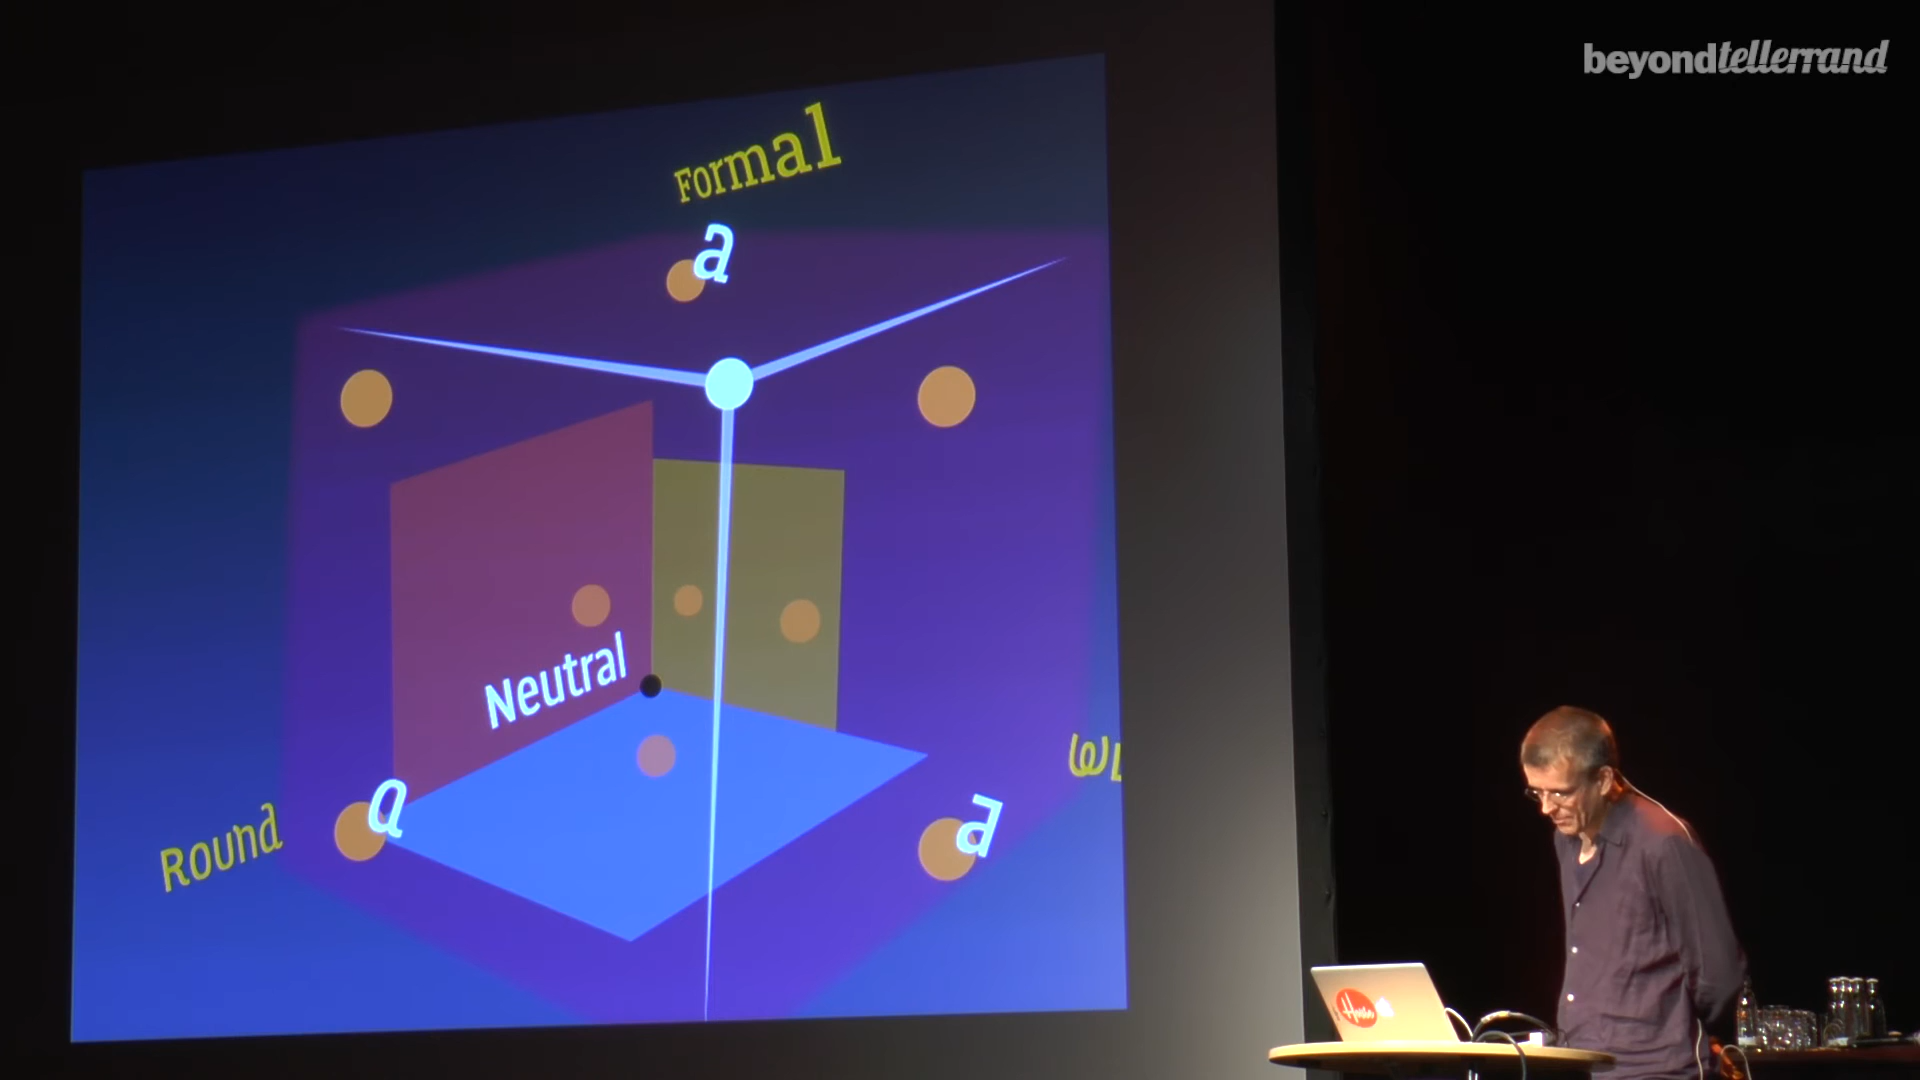 beyondtellerrand
Formal
a
Neutral
a
a
Round